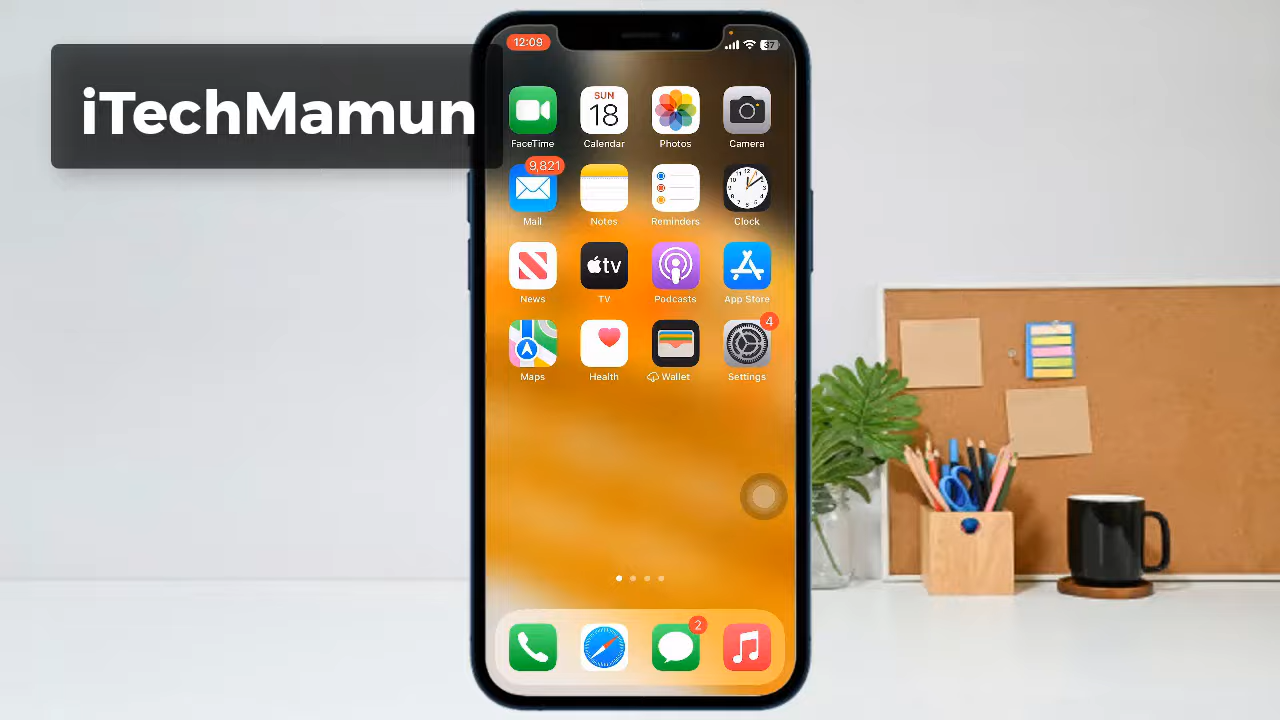 iTechMamun
12:09
37
SUN
18
FaceTime
Calendar
Photos
Camera
9,821
Mail
Notes
Reminders
Clock
tv
News
TV
Podcasts
App Store
4
Maps
Health
Wallet
Settings
2